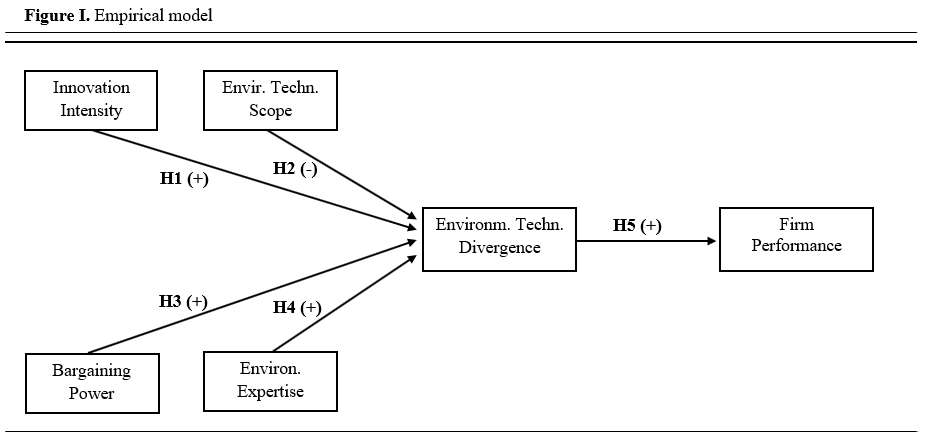 Figure I. Empirical model
Innovation
Intensity
Envir. Techn.
Scope
H1 (+)
H2 (-)
Environm. Techn.
Divergence
H5 (+)
Firm
Performance
H3 (+)
H4 (+)
Bargaining
Power
Environ.
Expertise